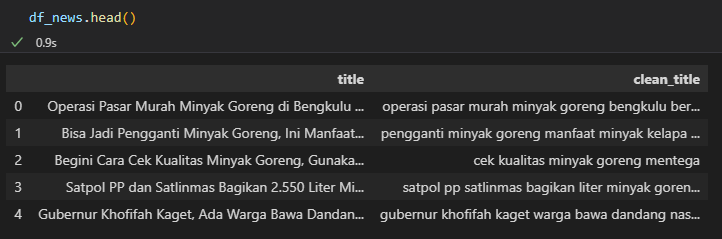 df_news.head()
0.9s
title clean_title
0 Operasi Pasar Murah Minyak Goreng di Bengkulu ... operasi pasar murah minyak goreng bengkulu ber...
1 Bisa Jadi Pengganti Minyak Goreng, Ini Manfaat... pengganti minyak goreng manfaat minyak kelapa ...
2 Begini Cara Cek Kualitas Minyak Goreng, Gunaka... cek kualitas minyak goreng mentega
3 Satpol PP dan Satlinmas Bagikan 2.550 Liter Mi... satpol pp satlinmas bagikan liter minyak goren...
4 Gubernur Khofifah Kaget, Ada Warga Bawa Dandan... gubernur khofifah kaget warga bawa dandang nas...